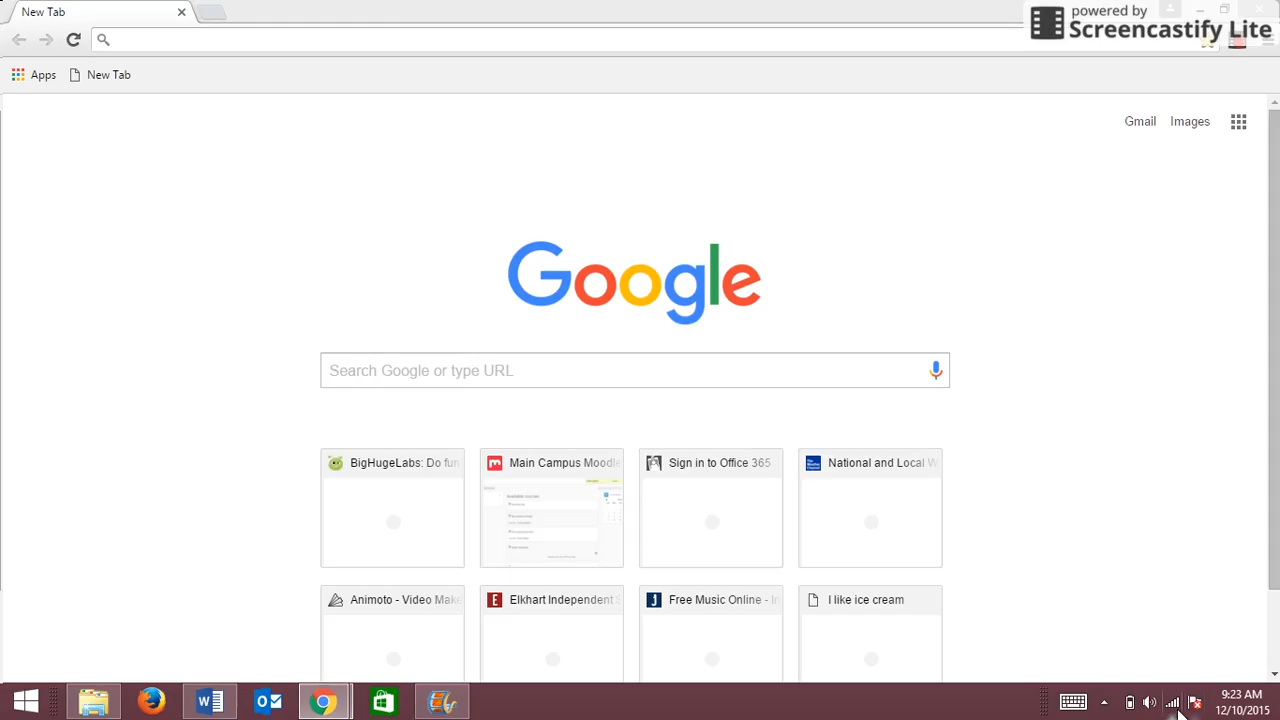 New Tab
powered by
Screencastify Lite
Apps
New Tab
Gmail
Images
Google
Search Google or type URL
BigHugeLabs: Do fun
Main Campus Moodle
Sign in to Office 365
National and Local W
Animoto - Video Make
Elkhart Independent S
Free Music Online - In
I like ice cream
9:23 AM
12/10/2015